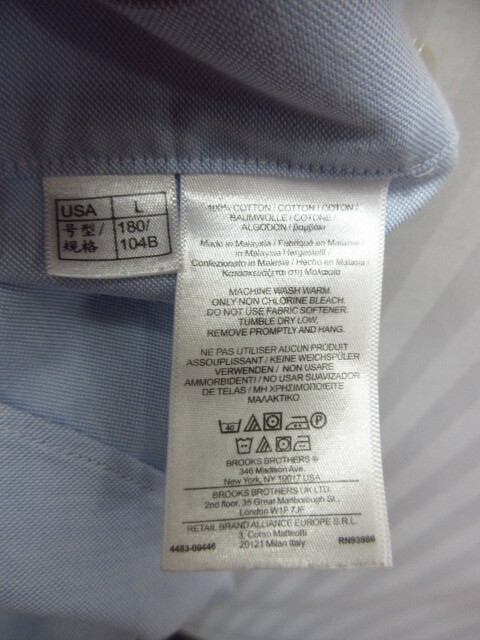 USA L
号型/ 180/
规格 104B
100% COTTON / COTTON / COTON /
BAUMWOLLE / COTONE /
ALGODON / βαμβάκι
Made in Malaysia / Fabriqué en Malaisie
in Malaysia Hergestellt /
Confezionato in Malesia / Hecho en Malasia /
Κατασκευάζεται στη Μαλαισία
MACHINE WASH WARM.
ONLY NON CHLORINE BLEACH.
DO NOT USE FABRIC SOFTENER.
TUMBLE DRY LOW,
REMOVE PROMPTLY AND HANG.
NE PAS UTILISER AUCUN PRODUIT
ASSOUPLISSANT / KEINE WEICHSPÜLER
VERWENDEN / NON USARE
AMMORBIDENTI / NO USAR SUAVIZADOR
DE TELAS / ΜΗ ΧΡΗΣΙΜΟΠΟΙΕΙΤΕ
ΜΑΛΑΚΤΙΚΟ
40 P
BROOKS BROTHERS ®
346 Madison Ave.
New York, NY 10017 USA
BROOKS BROTHERS UK LTD.
2nd floor, 35 Great Marlborough St.,
London W1F 7JF
RETAIL BRAND ALLIANCE EUROPE S.R.L.
3, Corso Matteotti
4483-00446 20121 Milan Italy RN93986